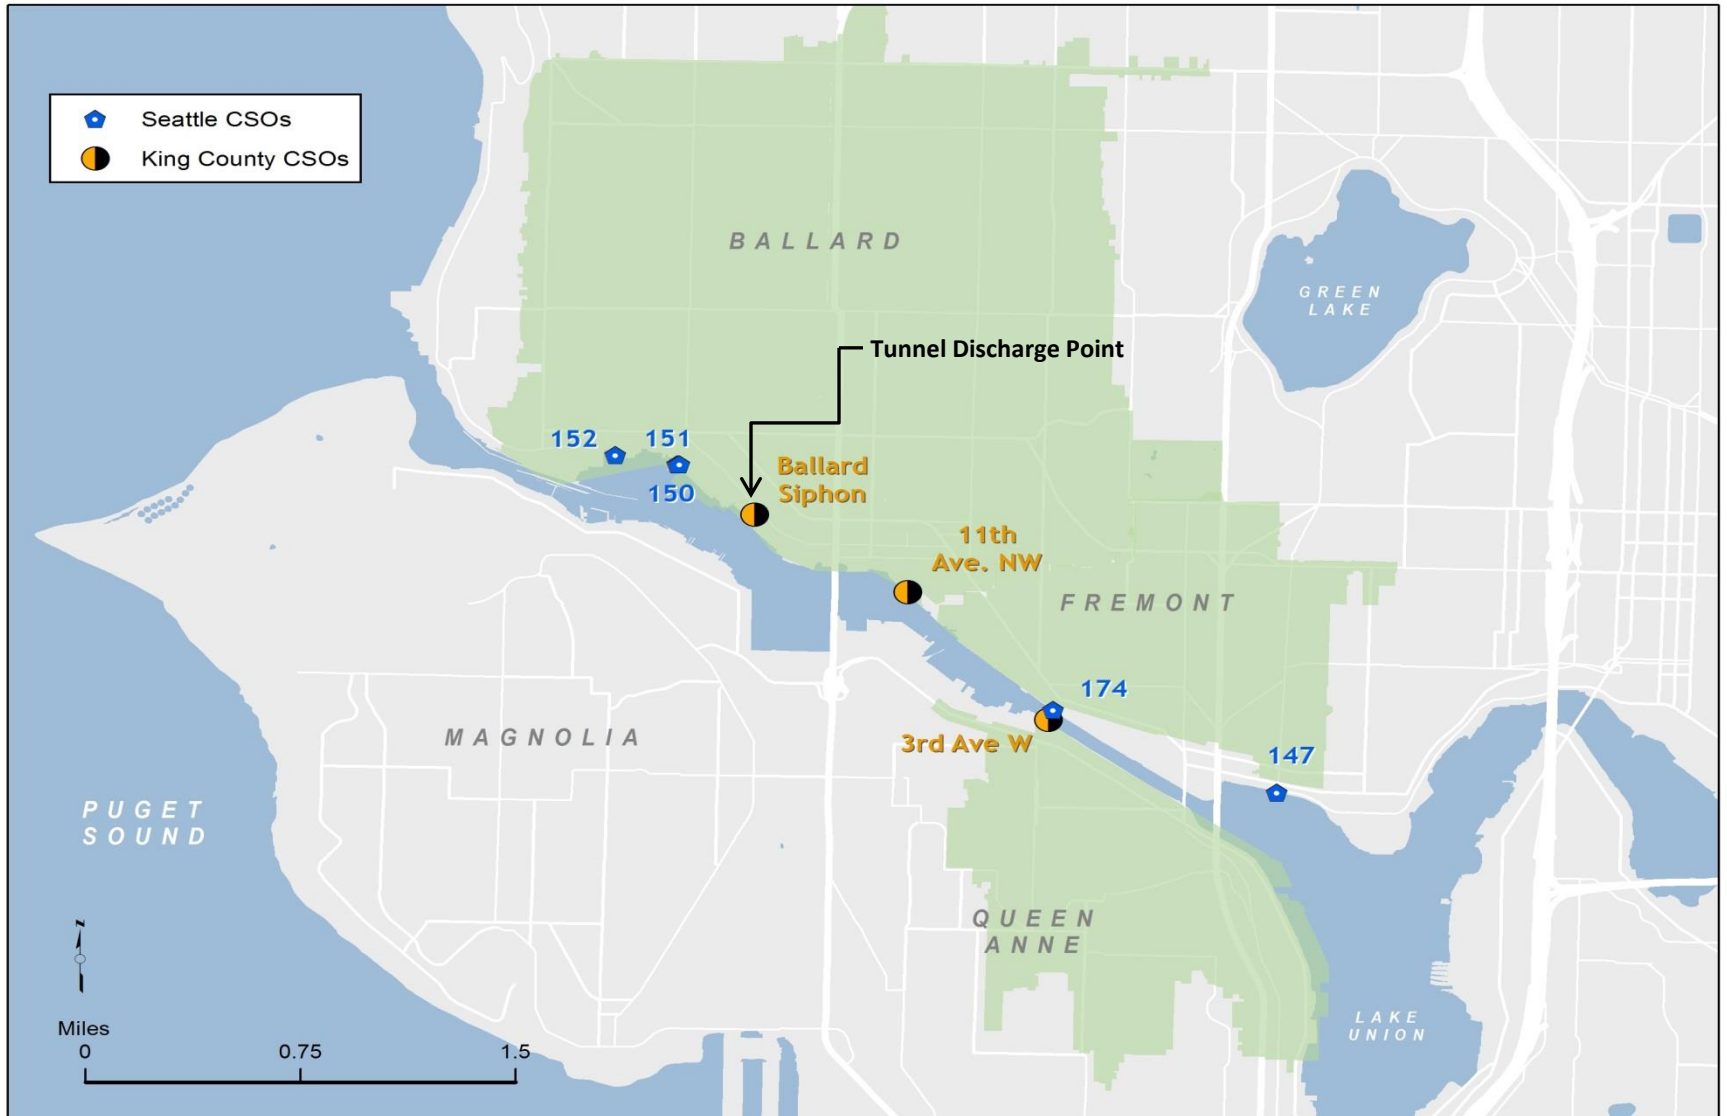 Seattle CSOs
King County CSOs
BALLARD
GREEN
LAKE
Tunnel Discharge Point
152
151
150
Ballard
Siphon
11th
Ave. NW
FREMONT
174
3rd Ave W
147
MAGNOLIA
PUGET
SOUND
QUEEN
ANNE
LAKE
UNION
N
Miles
0 0.75 1.5